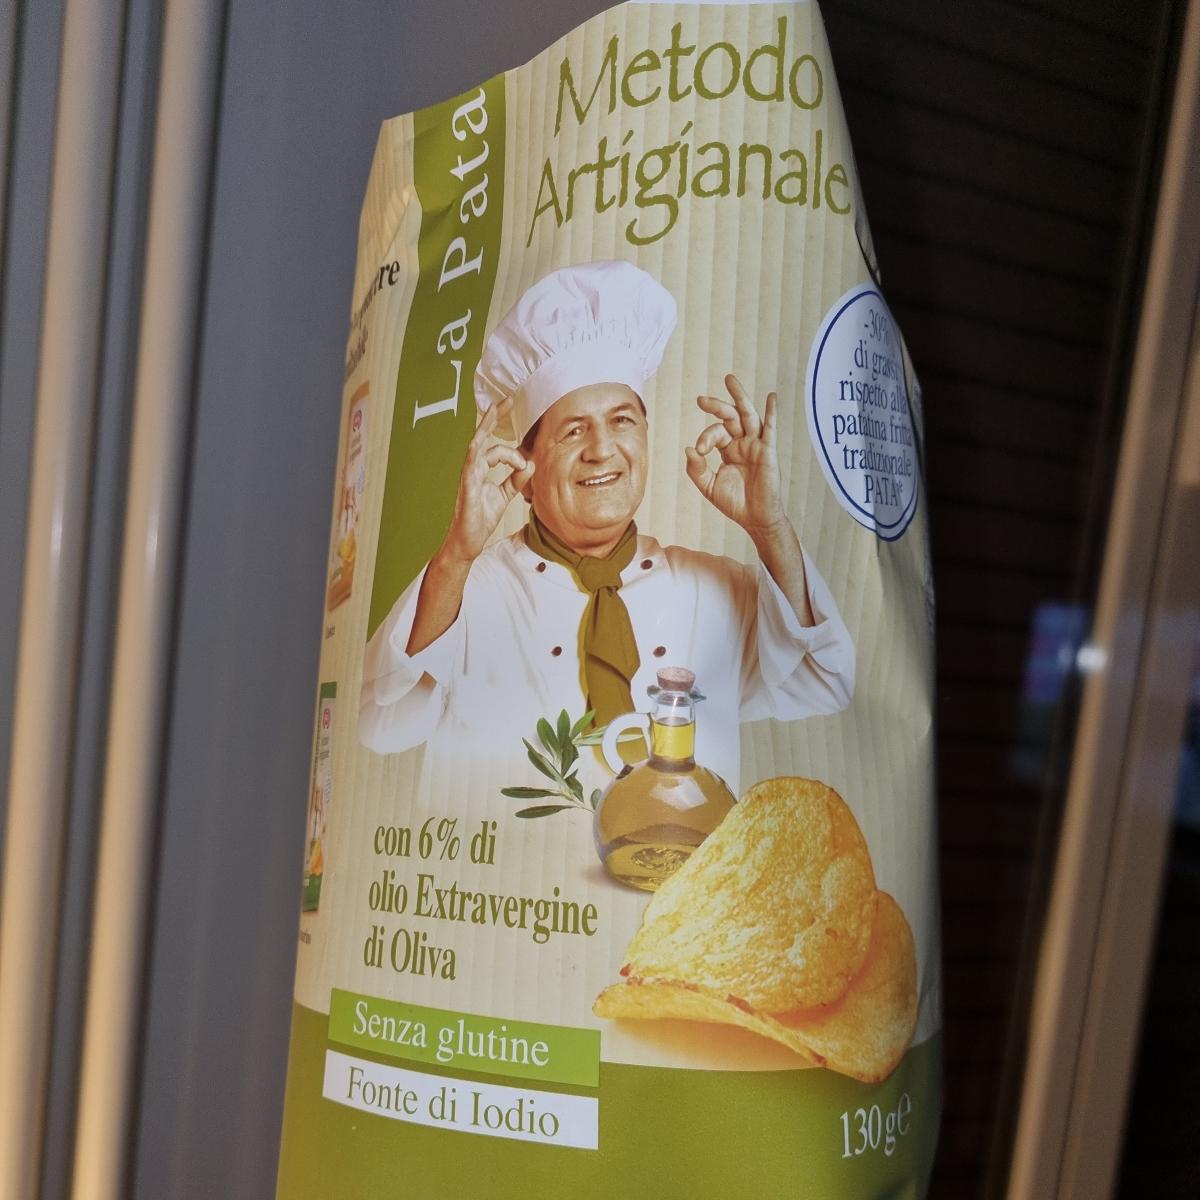 Metodo
Artigianale
La Pata
-30%
di grassi
rispetto alla
patatina fritta
tradizionale
PATA*
con 6% di
olio Extravergine
di Oliva
Senza glutine
Fonte di Iodio
130 g e